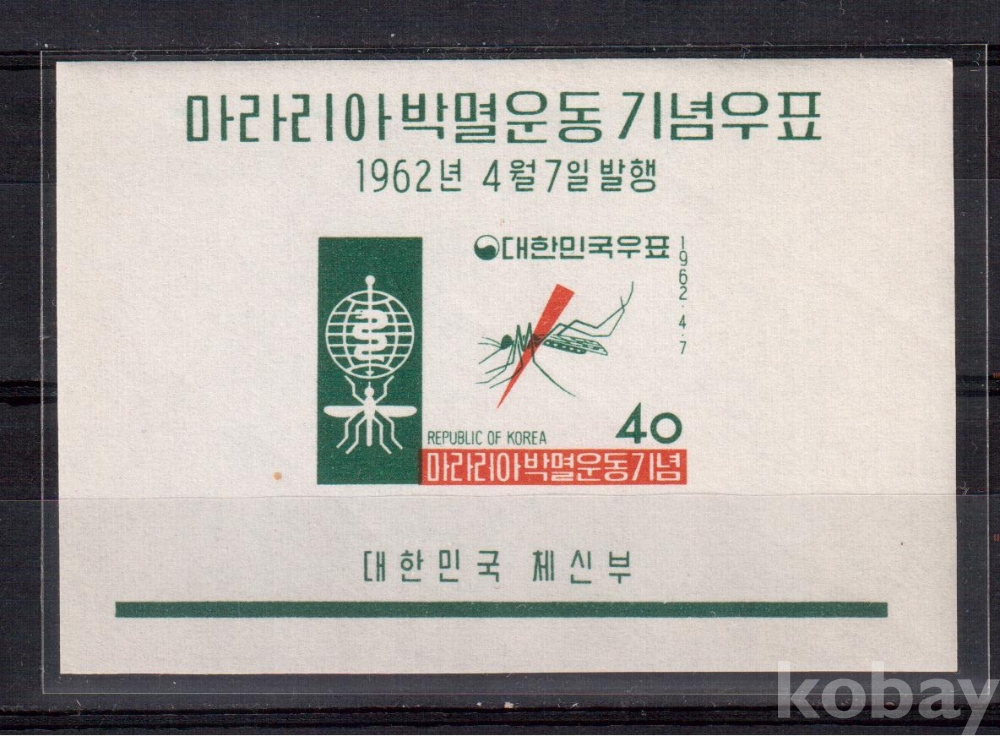 마라리아박멸운동기념우표
1962년 4월7일발행
대한민국우표
1962.4.7
REPUBLIC OF KOREA
40
마라리아박멸운동기념
대한민국 체신부
kobay